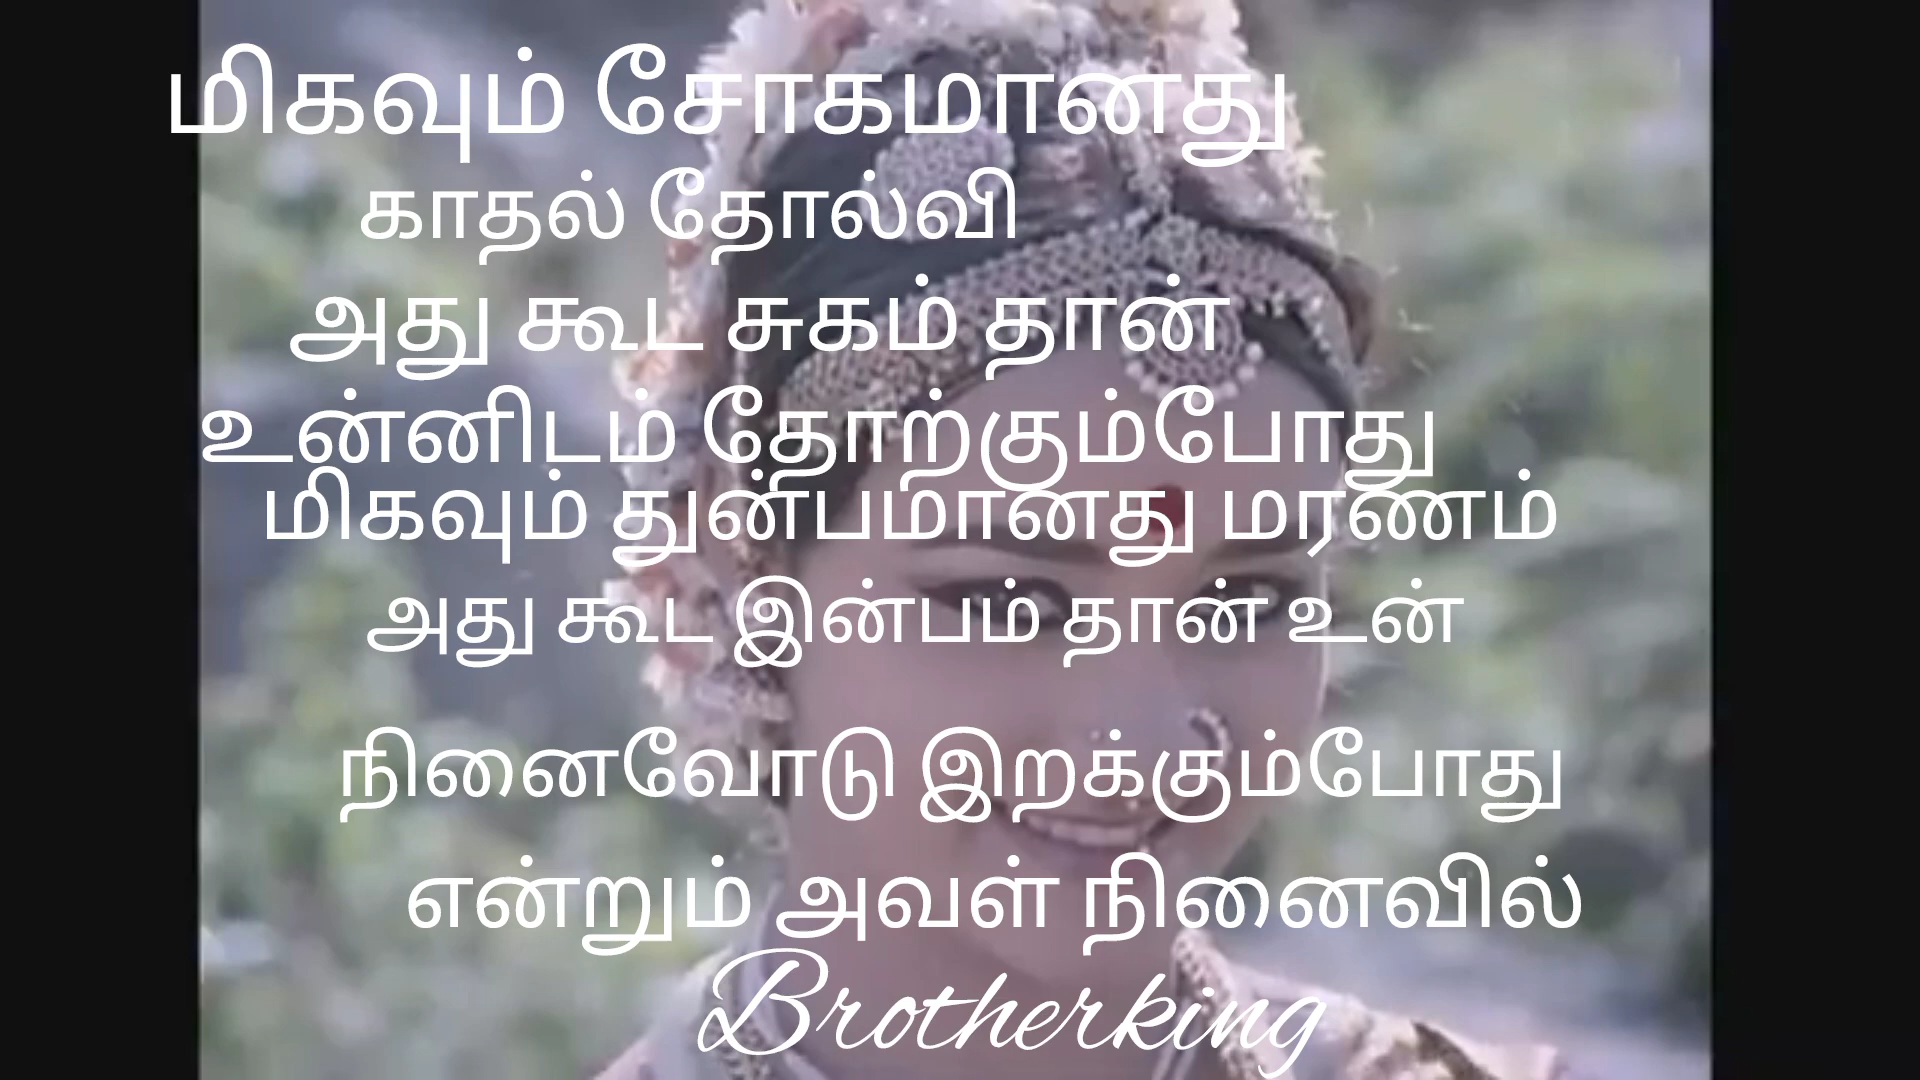 மிகவும் சோகமானது
காதல் தோல்வி
அது கூட சுகம் தான்
உன்னிடம் தோற்கும்போது
மிகவும் துன்பமானது மரணம்
அது கூட இன்பம் தான் உன்
நினைவோடு இறக்கும்போது
என்றும் அவள் நினைவில்
Brotherking